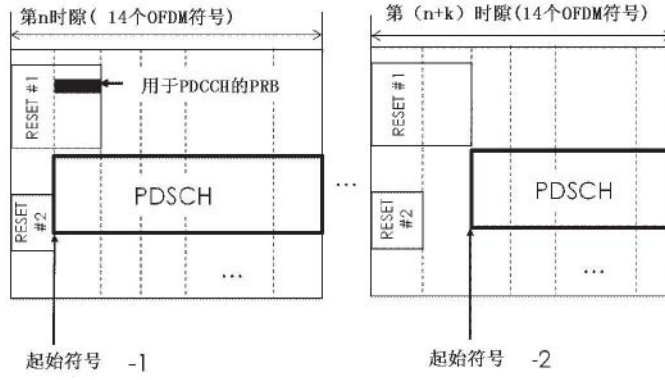 第n时隙( 14个OFDM符号)
第（n+k）时隙(14个OFDM符号)
RESET #1
用于PDCCH的PRB
RESET #1
PDSCH
...
PDSCH
RESET #2
RESET #2
...
...
起始符号 -1
起始符号 -2